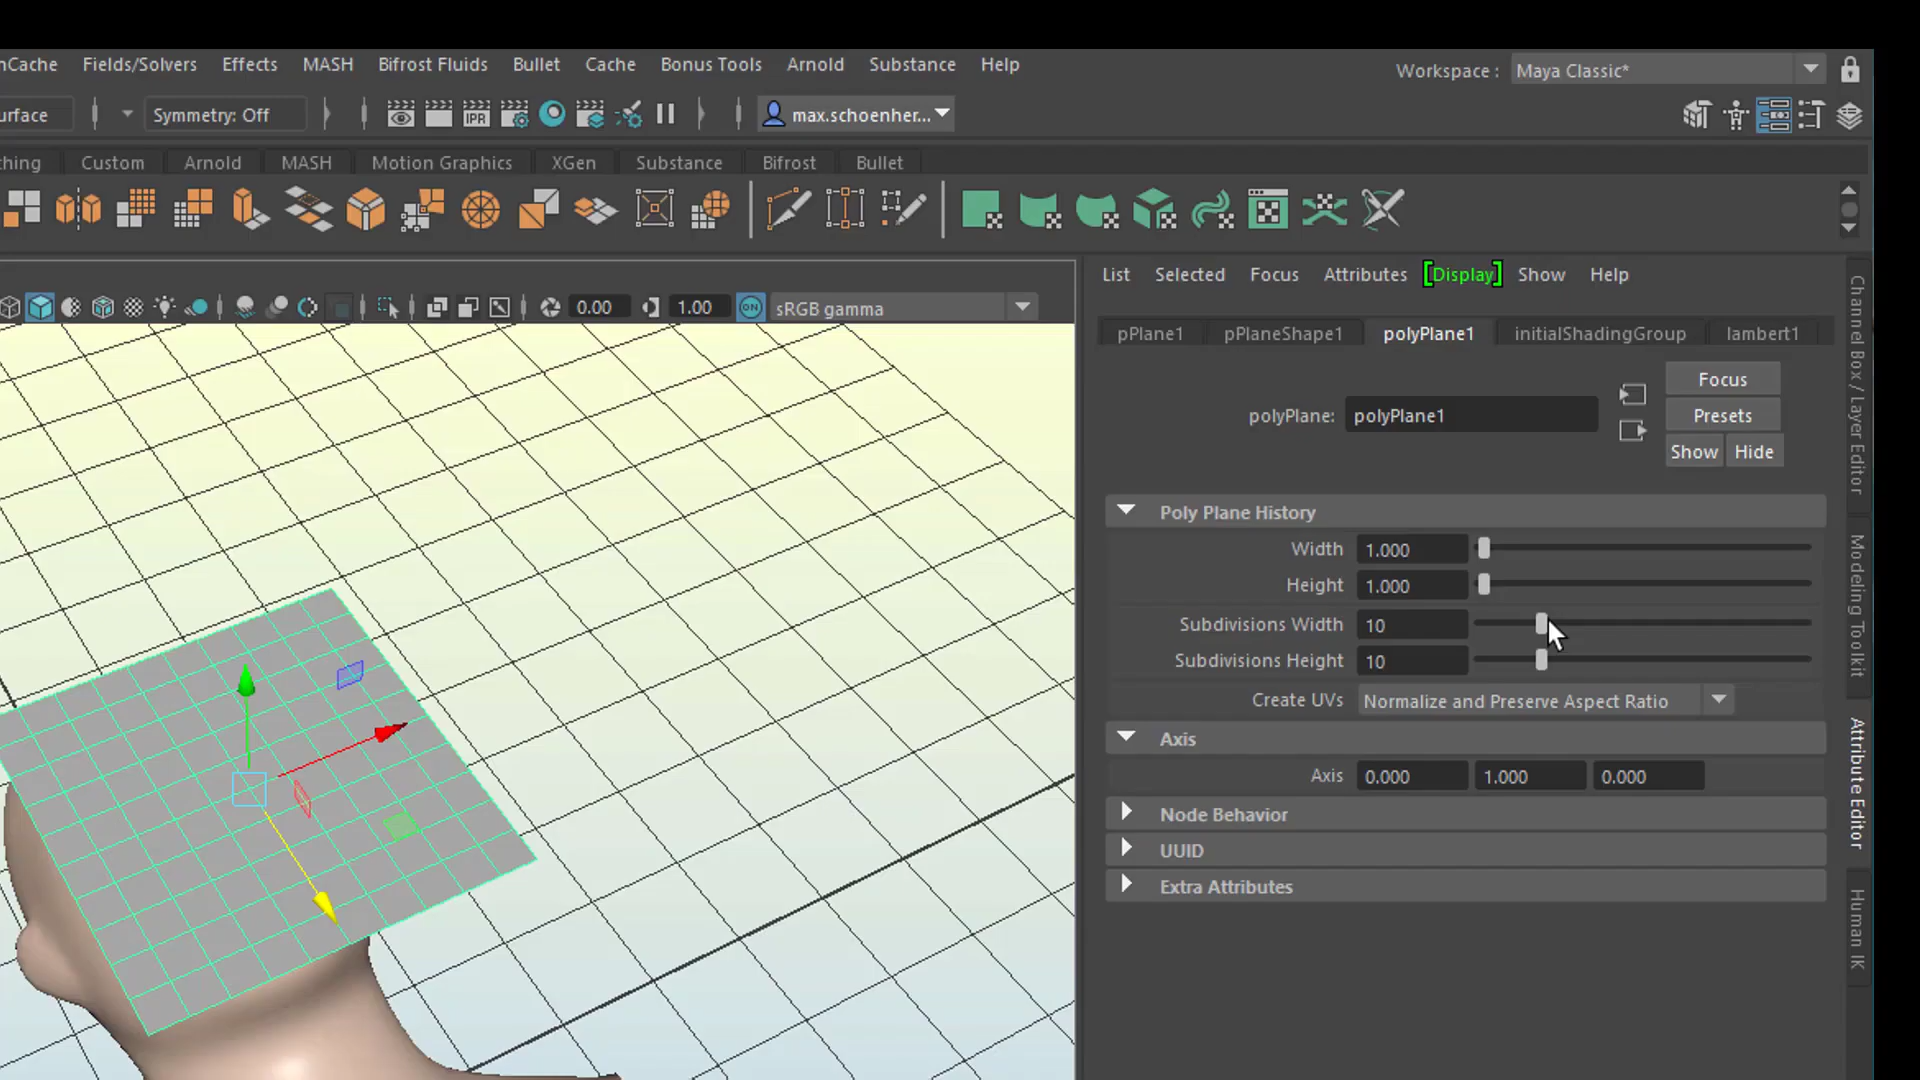 nCache Fields/Solvers Effects MASH Bifrost Fluids Bullet Cache Bonus Tools Arnold Substance Help
Workspace : Maya Classic*
urface Symmetry: Off IPR max.schoenher...
hing Custom Arnold MASH Motion Graphics XGen Substance Bifrost Bullet
List Selected Focus Attributes [Display] Show Help
0.00 1.00 ON sRGB gamma
pPlane1 pPlaneShape1 polyPlane1 initialShadingGroup lambert1
Focus
polyPlane: polyPlane1 Presets
Show Hide
Poly Plane History
Width 1.000
Height 1.000
Subdivisions Width 10
Subdivisions Height 10
Create UVs Normalize and Preserve Aspect Ratio
Axis
Axis 0.000 1.000 0.000
Node Behavior
UUID
Extra Attributes
Channel Box / Layer Editor
Modeling Toolkit
Attribute Editor
Human IK